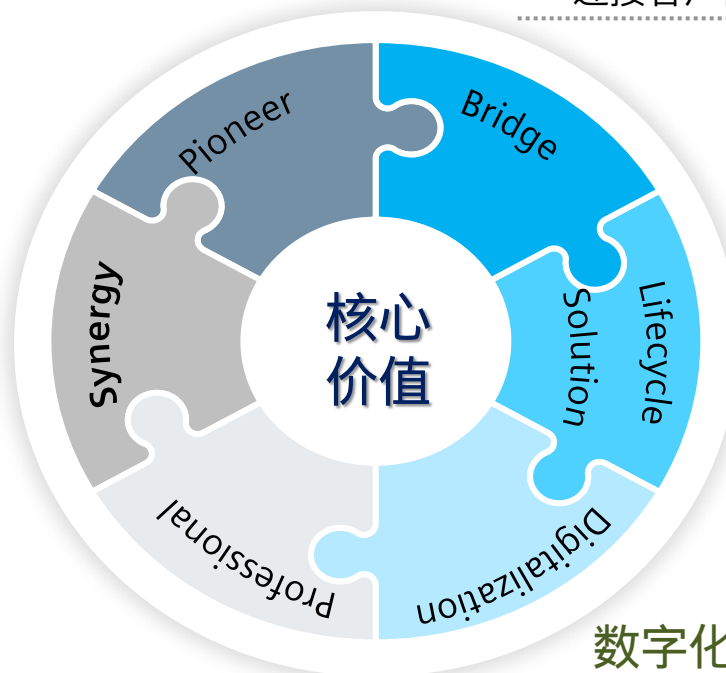 Pioneer
Bridge
Synergy
核心
价值
Lifecycle
Solution
Professional
Digitalization
数字化